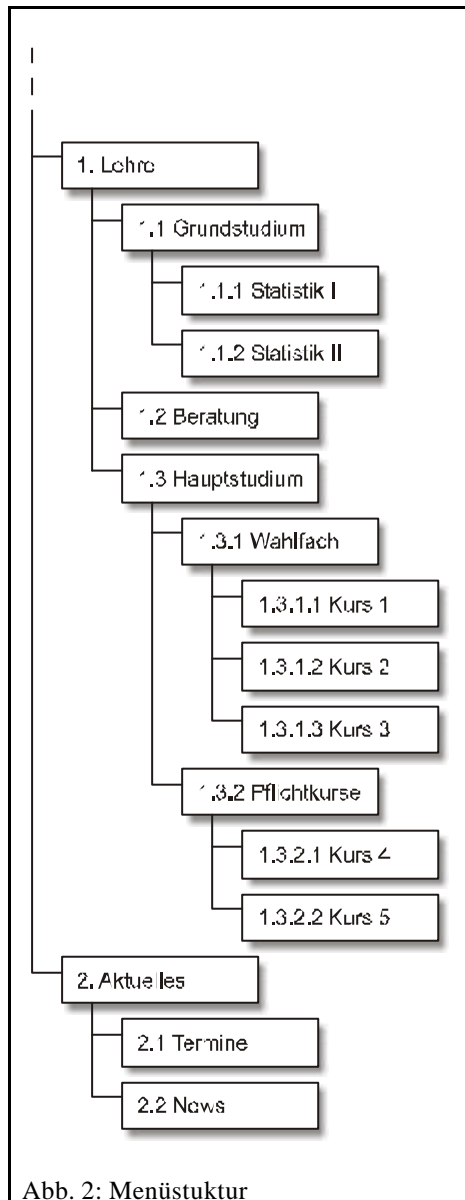 1. Lehre
1.1 Grundstudium
1.1.1 Statistik I
1.1.2 Statistik II
1.2 Beratung
1.3 Hauptstudium
1.3.1 Wahlfach
1.3.1.1 Kurs 1
1.3.1.2 Kurs 2
1.3.1.3 Kurs 3
1.3.2 Pflichtkurse
1.3.2.1 Kurs 4
1.3.2.2 Kurs 5
2. Aktuelles
2.1 Termine
2.2 News
Abb. 2: Menüstuktur